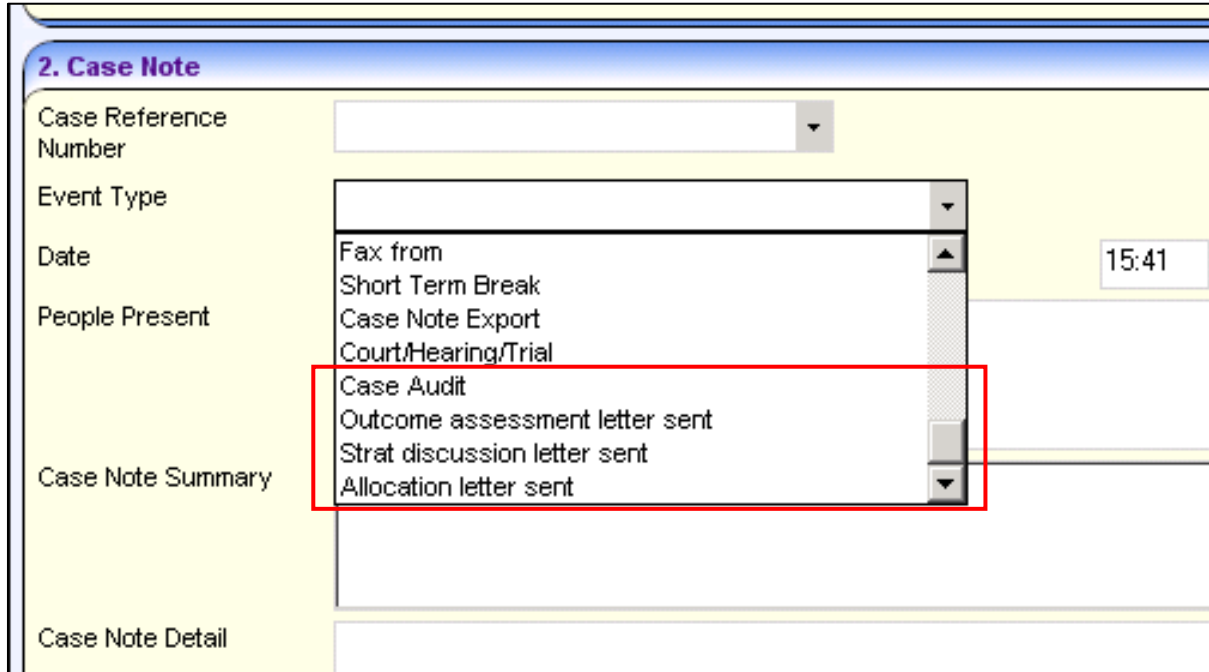 2. Case Note
Case Reference
Number
Event Type
Date
15:41
People Present
Fax from
Short Term Break
Case Note Export
Court/Hearing/Trial
Case Audit
Outcome assessment letter sent
Strat discussion letter sent
Allocation letter sent
Case Note Summary
Case Note Detail